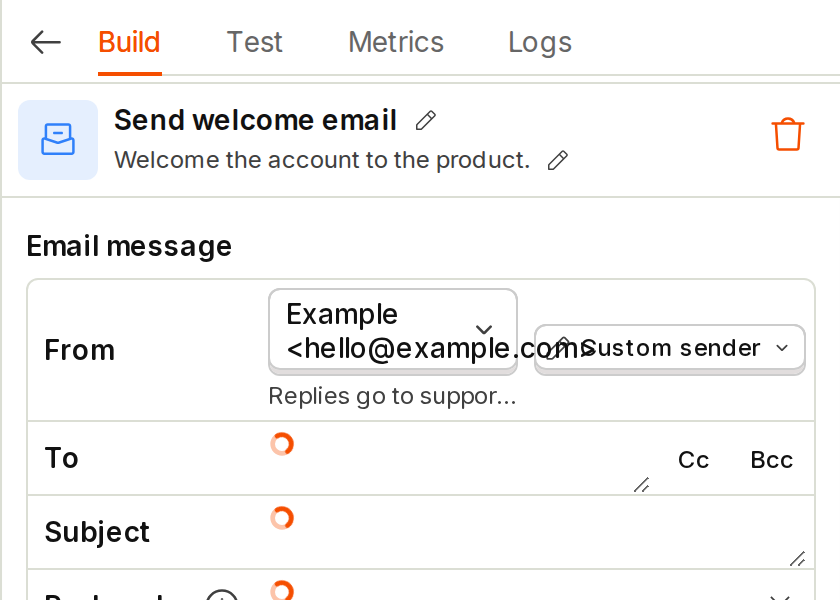 Build Test Metrics Logs
Send welcome email
Welcome the account to the product.
Email message
From
Example
<hello@example.com>
Custom sender
Replies go to suppor...
To
Cc Bcc
Subject